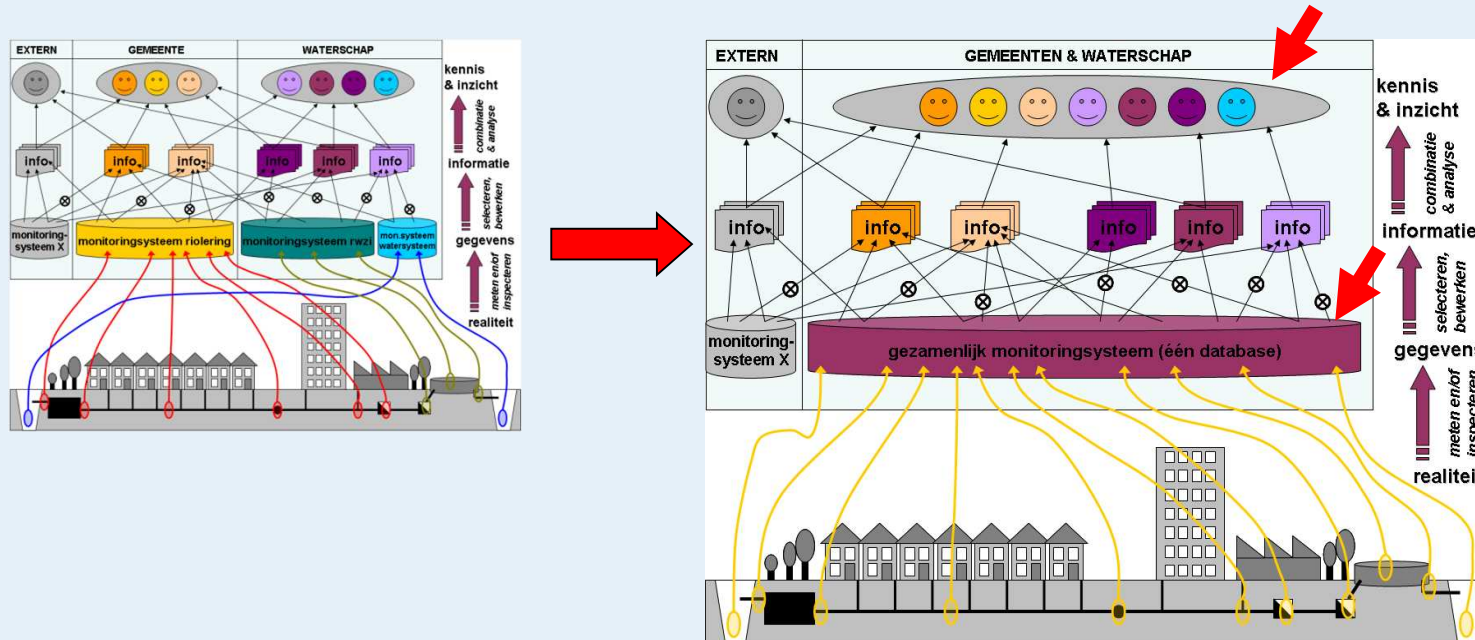 EXTERN
GEMEENTE
WATERSCHAP
kennis
& inzicht
combinatie
& analyse
info
info
info
info
info
info
informatie
selecteren,
bewerken
monitoring-
systeem X
monitoringsysteem riolering
monitoringsysteem rwzi
mon.systeem
watersysteem
gegevens
meten en/of
inspecteren
realiteit
EXTERN
GEMEENTEN & WATERSCHAP
kennis
& inzicht
combinatie
& analyse
info
info
info
info
info
info
informatie
selecteren,
bewerken
monitoring-
systeem X
gezamenlijk monitoringsysteem (één database)
gegevens
meten en/of
inspecteren
realiteit